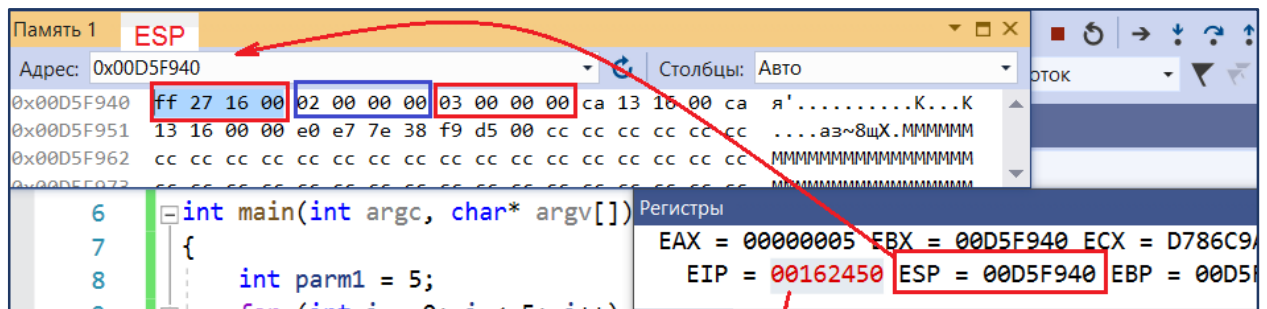 Память 1 ESP
Адрес: 0x00D5F940 Столбцы: Авто
0x00D5F940 ff 27 16 00 02 00 00 00 03 00 00 00 ca 13 16 00 ca я'..........К...К
0x00D5F951 13 16 00 00 e0 e7 7e 38 f9 d5 00 cc cc cc cc cc cc ....аз~8щХ.ММММММ
0x00D5F962 cc cc cc cc cc cc cc cc cc cc cc cc cc cc cc cc cc МММММММММММММММММ
6 int main(int argc, char* argv[])
7 {
8 int parm1 = 5;
Регистры
EAX = 00000005 EBX = 00D5F940 ECX = D786C9
EIP = 00162450 ESP = 00D5F940 EBP = 00D5